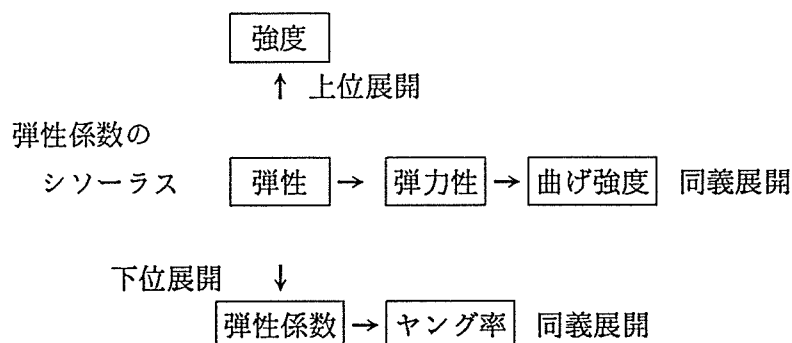 強度
↑ 上位展開
弾性係数の
シソーラス 弾性 → 弾力性 → 曲げ強度 同義展開
下位展開 ↓
弾性係数 → ヤング率 同義展開